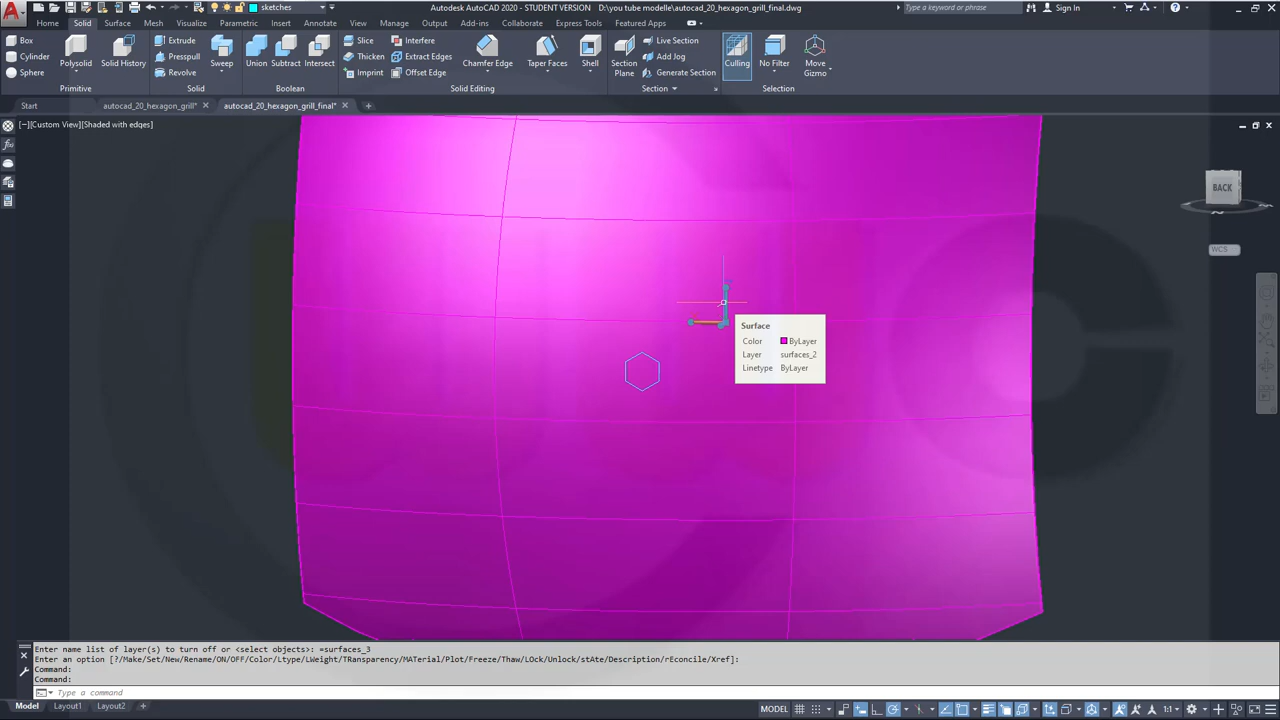 sketches
Autodesk AutoCAD 2020 - STUDENT VERSION D:\you tube modelle\autocad_20_hexagon_grill_final.dwg
Type a keyword or phrase
Sign In
Home Solid Surface Mesh Visualize Parametric Insert Annotate View Manage Output Add-ins Collaborate Express Tools Featured Apps
Box
Cylinder
Sphere
Polysolid
Solid History
Extrude
Presspull
Revolve
Sweep
Union
Subtract
Intersect
Slice
Thicken
Imprint
Interfere
Extract Edges
Offset Edge
Chamfer Edge
Taper Faces
Shell
Section
Plane
Live Section
Add Jog
Generate Section
Culling
No Filter
Move
Gizmo
Primitive Solid Boolean Solid Editing Section Selection
Start autocad_20_hexagon_grill* autocad_20_hexagon_grill_final*
[−][Custom View][Shaded with edges]
BACK
WCS
Surface
Color ByLayer
Layer surfaces_2
Linetype ByLayer
Enter name list of layer(s) to turn off or <select objects>: =surfaces_3
Enter an option [?/Make/Set/New/Rename/ON/OFF/Color/Ltype/LWeight/TRansparency/MATerial/Plot/Freeze/Thaw/LOck/Unlock/stAte/Description/rEconcile/Xref]:
Command:
Command:
Type a command
Model Layout1 Layout2
MODEL
1:1